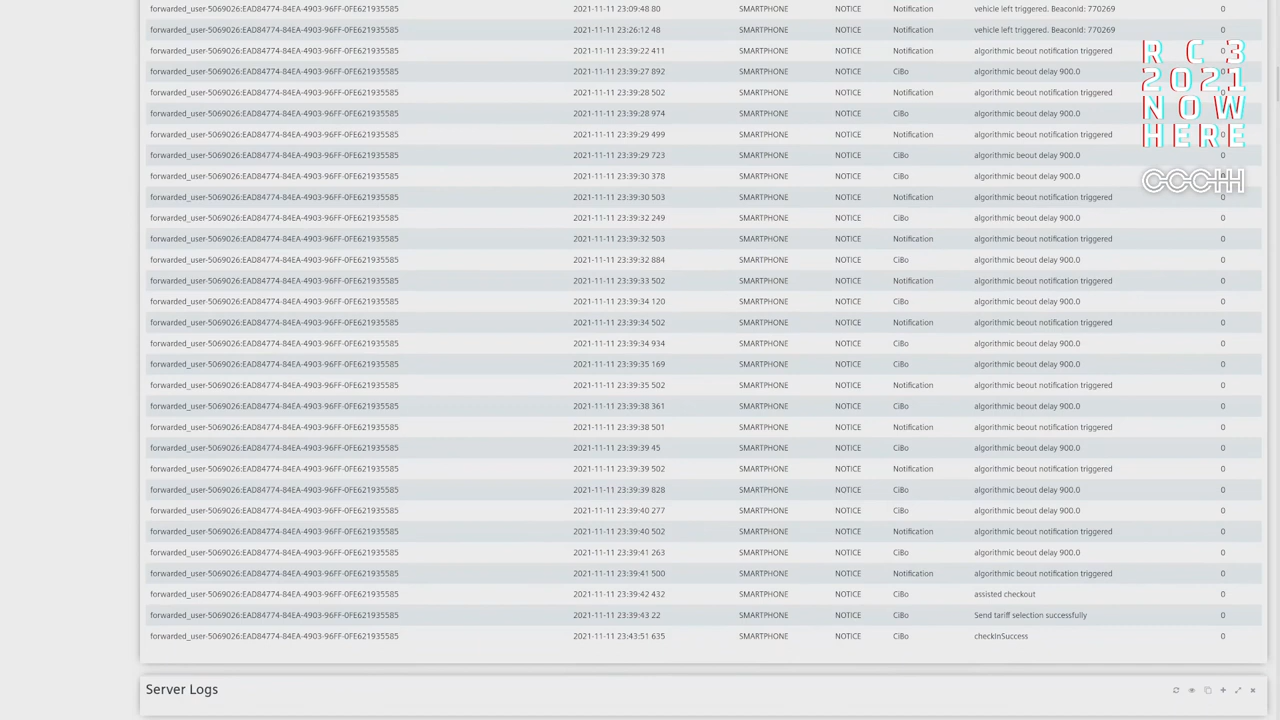 forwarded_user-5069026:EAD84774-84EA-4903-96FF-0FE621935585 2021-11-11 23:09:48 80 SMARTPHONE NOTICE Notification vehicle left triggered. BeaconId: 770269 0
forwarded_user-5069026:EAD84774-84EA-4903-96FF-0FE621935585 2021-11-11 23:26:12 48 SMARTPHONE NOTICE Notification vehicle left triggered. BeaconId: 770269 0
forwarded_user-5069026:EAD84774-84EA-4903-96FF-0FE621935585 2021-11-11 23:39:22 411 SMARTPHONE NOTICE Notification algorithmic beout notification triggered 0
forwarded_user-5069026:EAD84774-84EA-4903-96FF-0FE621935585 2021-11-11 23:39:27 892 SMARTPHONE NOTICE CiBo algorithmic beout delay 900.0 0
forwarded_user-5069026:EAD84774-84EA-4903-96FF-0FE621935585 2021-11-11 23:39:28 502 SMARTPHONE NOTICE Notification algorithmic beout notification triggered 0
forwarded_user-5069026:EAD84774-84EA-4903-96FF-0FE621935585 2021-11-11 23:39:28 974 SMARTPHONE NOTICE CiBo algorithmic beout delay 900.0 0
forwarded_user-5069026:EAD84774-84EA-4903-96FF-0FE621935585 2021-11-11 23:39:29 499 SMARTPHONE NOTICE Notification algorithmic beout notification triggered 0
forwarded_user-5069026:EAD84774-84EA-4903-96FF-0FE621935585 2021-11-11 23:39:29 723 SMARTPHONE NOTICE CiBo algorithmic beout delay 900.0 0
forwarded_user-5069026:EAD84774-84EA-4903-96FF-0FE621935585 2021-11-11 23:39:30 378 SMARTPHONE NOTICE CiBo algorithmic beout delay 900.0 0
forwarded_user-5069026:EAD84774-84EA-4903-96FF-0FE621935585 2021-11-11 23:39:30 503 SMARTPHONE NOTICE Notification algorithmic beout notification triggered 0
forwarded_user-5069026:EAD84774-84EA-4903-96FF-0FE621935585 2021-11-11 23:39:32 249 SMARTPHONE NOTICE CiBo algorithmic beout delay 900.0 0
forwarded_user-5069026:EAD84774-84EA-4903-96FF-0FE621935585 2021-11-11 23:39:32 503 SMARTPHONE NOTICE Notification algorithmic beout notification triggered 0
forwarded_user-5069026:EAD84774-84EA-4903-96FF-0FE621935585 2021-11-11 23:39:32 884 SMARTPHONE NOTICE CiBo algorithmic beout delay 900.0 0
forwarded_user-5069026:EAD84774-84EA-4903-96FF-0FE621935585 2021-11-11 23:39:33 502 SMARTPHONE NOTICE Notification algorithmic beout notification triggered 0
forwarded_user-5069026:EAD84774-84EA-4903-96FF-0FE621935585 2021-11-11 23:39:34 120 SMARTPHONE NOTICE CiBo algorithmic beout delay 900.0 0
forwarded_user-5069026:EAD84774-84EA-4903-96FF-0FE621935585 2021-11-11 23:39:34 502 SMARTPHONE NOTICE Notification algorithmic beout notification triggered 0
forwarded_user-5069026:EAD84774-84EA-4903-96FF-0FE621935585 2021-11-11 23:39:34 934 SMARTPHONE NOTICE CiBo algorithmic beout delay 900.0 0
forwarded_user-5069026:EAD84774-84EA-4903-96FF-0FE621935585 2021-11-11 23:39:35 169 SMARTPHONE NOTICE CiBo algorithmic beout delay 900.0 0
forwarded_user-5069026:EAD84774-84EA-4903-96FF-0FE621935585 2021-11-11 23:39:35 502 SMARTPHONE NOTICE Notification algorithmic beout notification triggered 0
forwarded_user-5069026:EAD84774-84EA-4903-96FF-0FE621935585 2021-11-11 23:39:38 361 SMARTPHONE NOTICE CiBo algorithmic beout delay 900.0 0
forwarded_user-5069026:EAD84774-84EA-4903-96FF-0FE621935585 2021-11-11 23:39:38 501 SMARTPHONE NOTICE Notification algorithmic beout notification triggered 0
forwarded_user-5069026:EAD84774-84EA-4903-96FF-0FE621935585 2021-11-11 23:39:39 45 SMARTPHONE NOTICE CiBo algorithmic beout delay 900.0 0
forwarded_user-5069026:EAD84774-84EA-4903-96FF-0FE621935585 2021-11-11 23:39:39 502 SMARTPHONE NOTICE Notification algorithmic beout notification triggered 0
forwarded_user-5069026:EAD84774-84EA-4903-96FF-0FE621935585 2021-11-11 23:39:39 828 SMARTPHONE NOTICE CiBo algorithmic beout delay 900.0 0
forwarded_user-5069026:EAD84774-84EA-4903-96FF-0FE621935585 2021-11-11 23:39:40 277 SMARTPHONE NOTICE CiBo algorithmic beout delay 900.0 0
forwarded_user-5069026:EAD84774-84EA-4903-96FF-0FE621935585 2021-11-11 23:39:40 502 SMARTPHONE NOTICE Notification algorithmic beout notification triggered 0
forwarded_user-5069026:EAD84774-84EA-4903-96FF-0FE621935585 2021-11-11 23:39:41 263 SMARTPHONE NOTICE CiBo algorithmic beout delay 900.0 0
forwarded_user-5069026:EAD84774-84EA-4903-96FF-0FE621935585 2021-11-11 23:39:41 500 SMARTPHONE NOTICE Notification algorithmic beout notification triggered 0
forwarded_user-5069026:EAD84774-84EA-4903-96FF-0FE621935585 2021-11-11 23:39:42 432 SMARTPHONE NOTICE CiBo assisted checkout 0
forwarded_user-5069026:EAD84774-84EA-4903-96FF-0FE621935585 2021-11-11 23:39:43 22 SMARTPHONE NOTICE CiBo Send tariff selection successfully 0
forwarded_user-5069026:EAD84774-84EA-4903-96FF-0FE621935585 2021-11-11 23:43:51 635 SMARTPHONE NOTICE CiBo checkInSuccess 0
Server Logs
RC3
2021
NOW
HERE
CCCHH